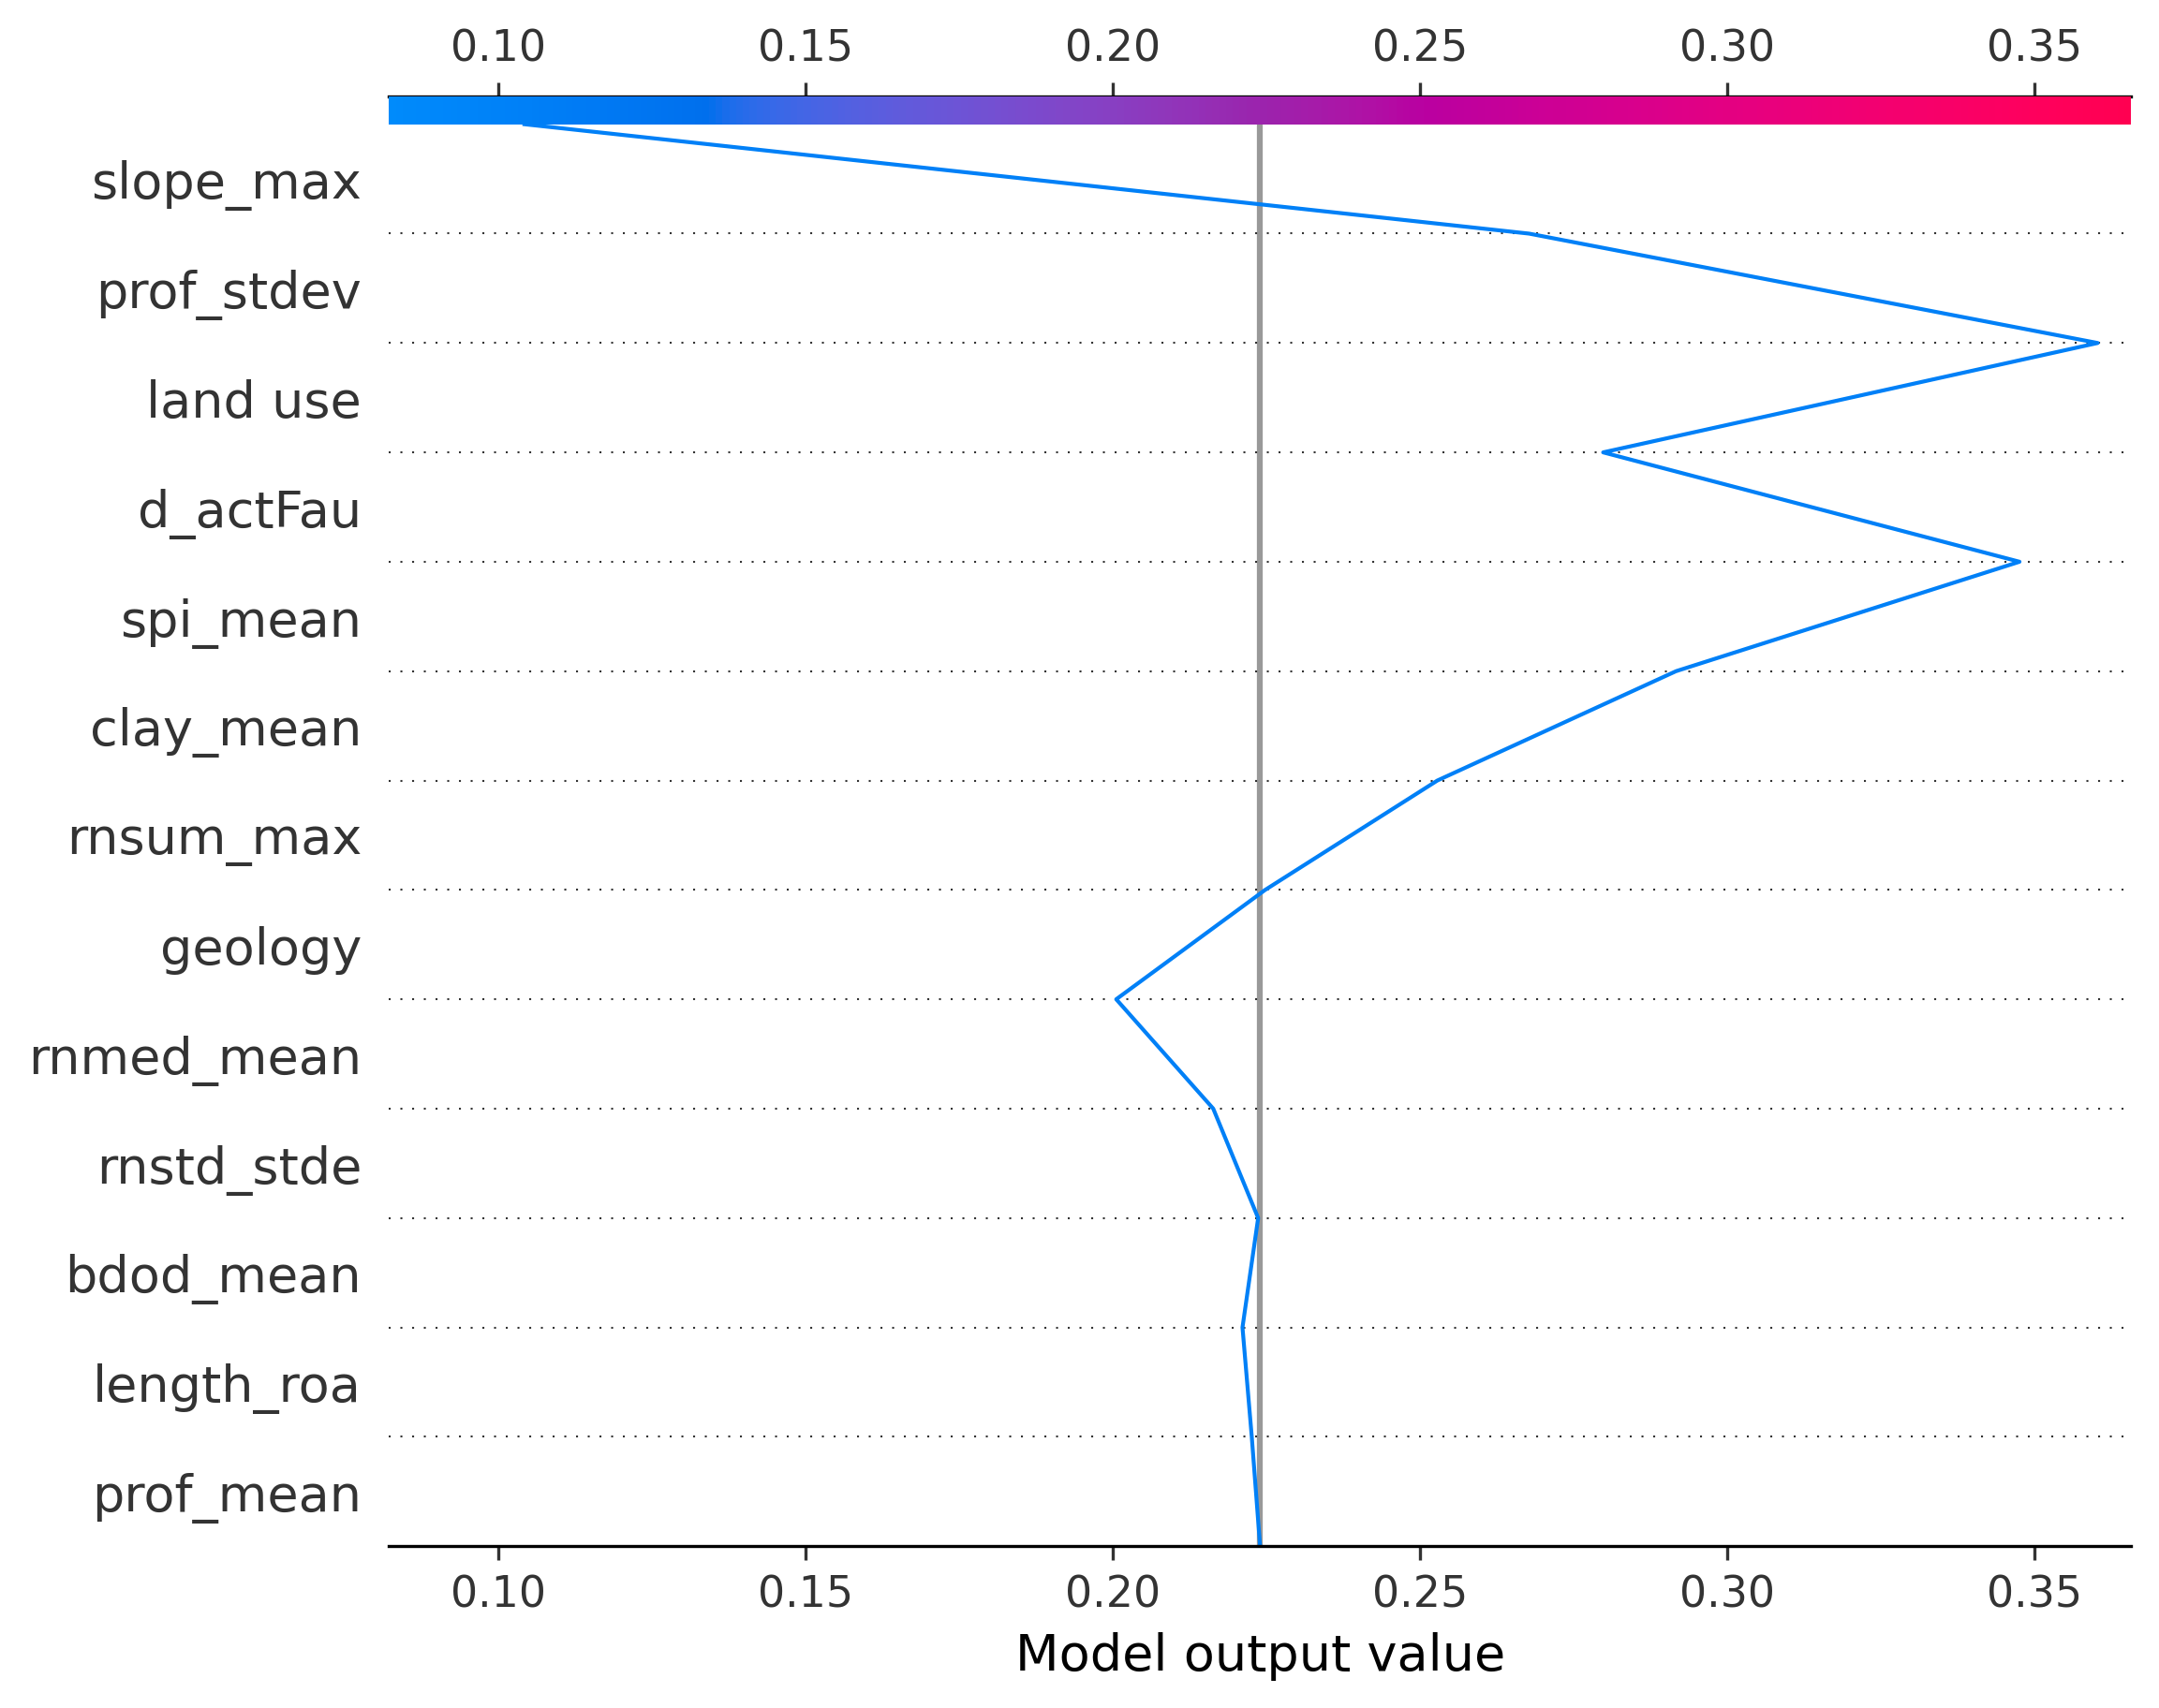 0.10 0.15 0.20 0.25 0.30 0.35
slope_max
prof_stdev
land use
d_actFau
spi_mean
clay_mean
rnsum_max
geology
rnmed_mean
rnstd_stde
bdod_mean
length_roa
prof_mean
0.10 0.15 0.20 0.25 0.30 0.35
Model output value